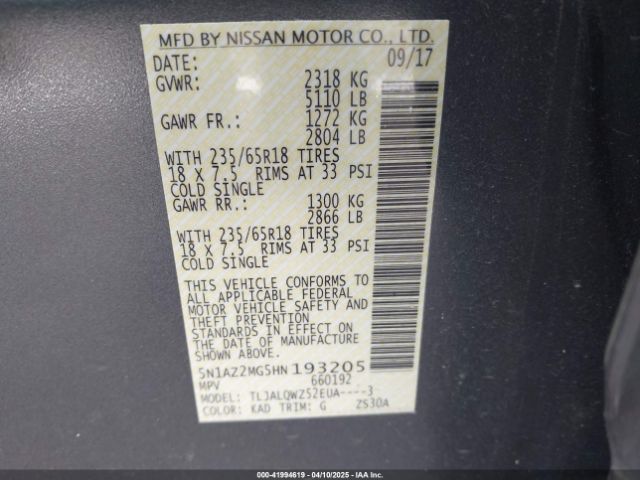 MFD BY NISSAN MOTOR CO., LTD.
DATE: 09/17
GVWR: 2318 KG
5110 LB
GAWR FR.: 1272 KG
2804 LB
WITH 235/65R18 TIRES
18 X 7.5 RIMS AT 33 PSI
COLD SINGLE
GAWR RR.: 1300 KG
2866 LB
WITH 235/65R18 TIRES
18 X 7.5 RIMS AT 33 PSI
COLD SINGLE
THIS VEHICLE CONFORMS TO
ALL APPLICABLE FEDERAL
MOTOR VEHICLE SAFETY AND
THEFT PREVENTION
STANDARDS IN EFFECT ON
THE DATE OF MANUFACTURE
SHOWN ABOVE.
5N1AZ2MG5HN193205
MPV 660192
MODEL: TLJALQWZ52EUA----3
COLOR: KAD TRIM: G ZS30A
© - 41994619 - 04/10/2025 - IAA Inc.